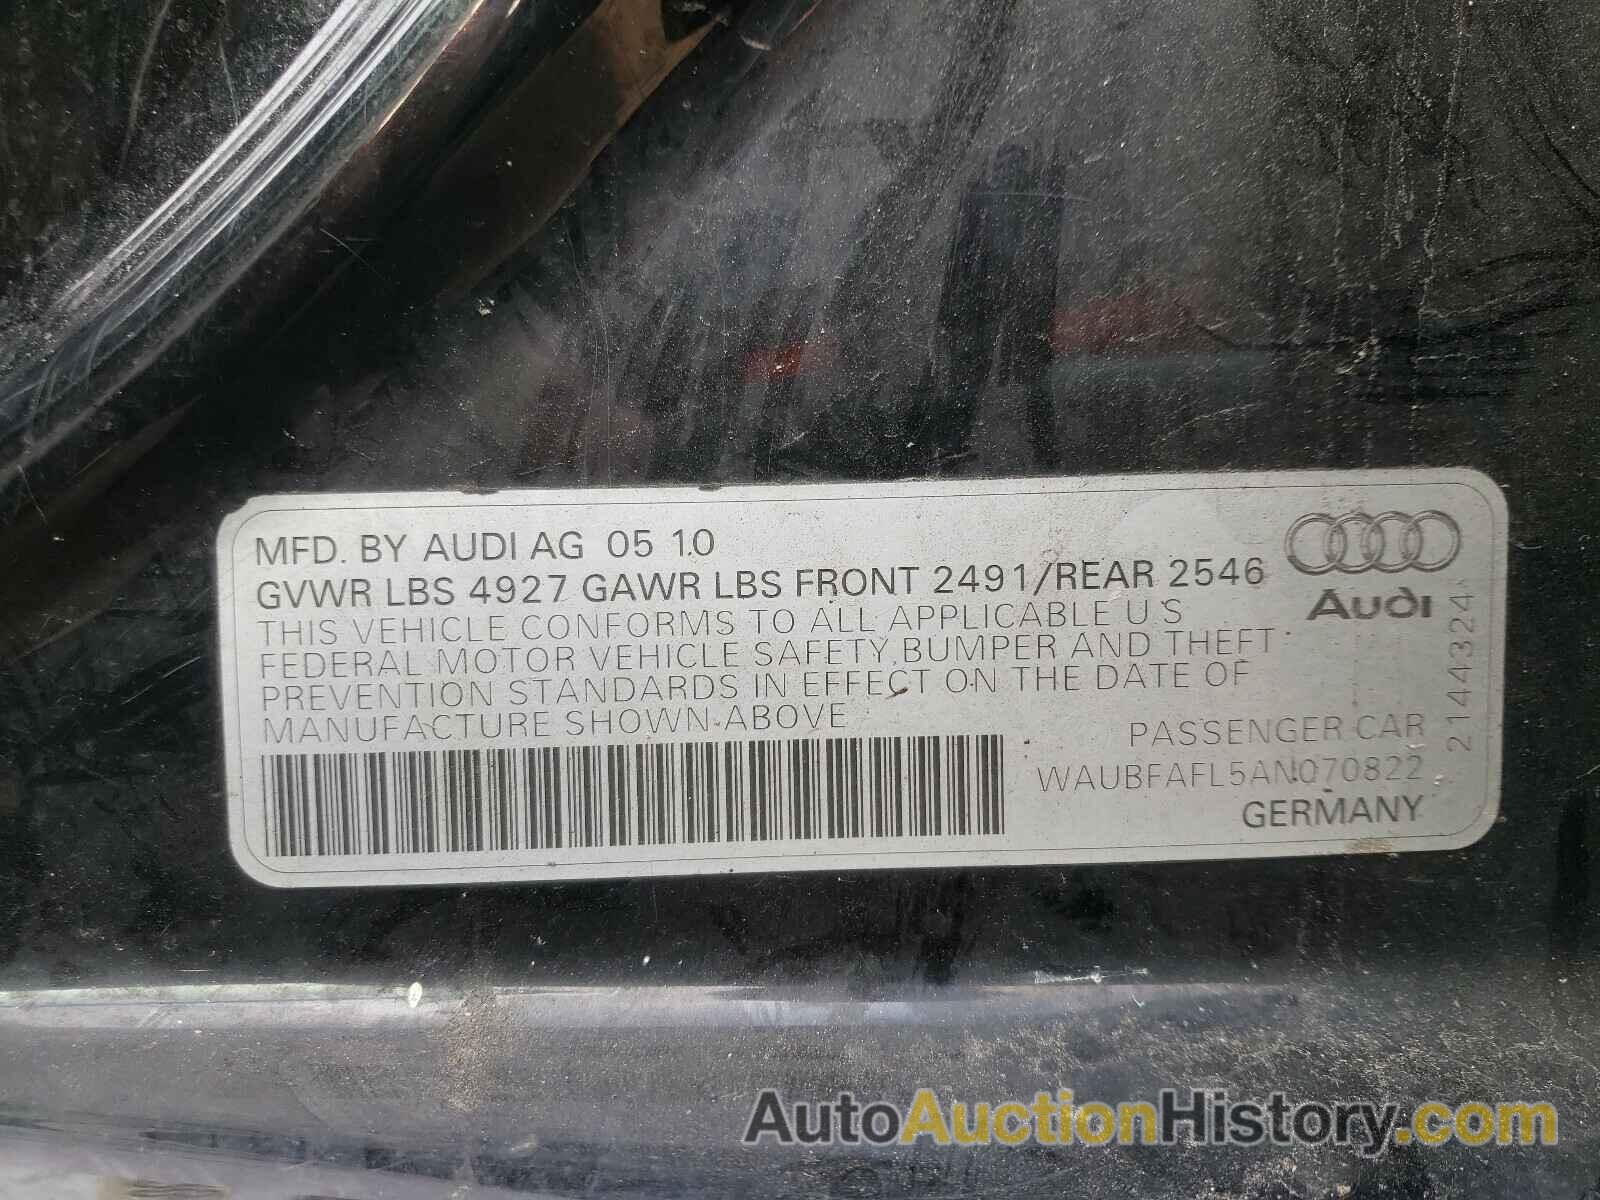 MFD. BY AUDI AG 05 1.0
GVWR LBS 4927 GAWR LBS FRONT 2491/REAR 2546
THIS VEHICLE CONFORMS TO ALL APPLICABLE U S
FEDERAL MOTOR VEHICLE SAFETY, BUMPER AND THEFT
PREVENTION STANDARDS IN EFFECT ON THE DATE OF
MANUFACTURE SHOWN ABOVE
Audi
2144324
PASSENGER CAR
WAUBFAFL5AN070822
GERMANY
AutoAuctionHistory.com